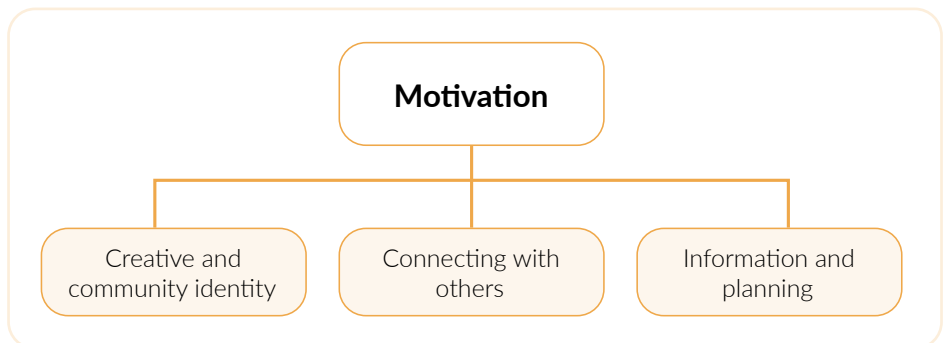 Motivation
Creative and
community identity
Connecting with
others
Information and
planning